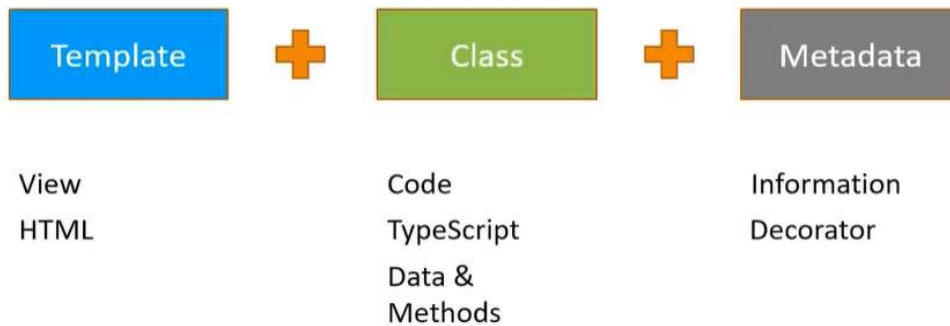 Template
Class
Metadata
View
HTML
Code
TypeScript
Data &
Methods
Information
Decorator